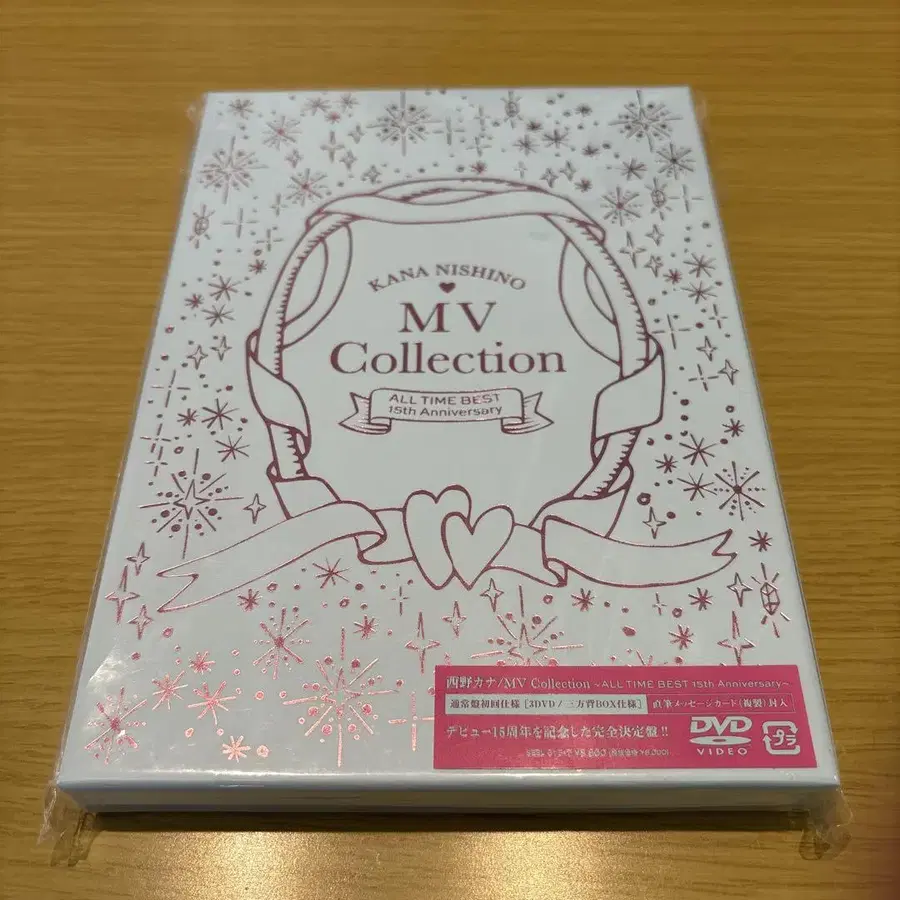 KANA NISHINO
MV
Collection
ALL TIME BEST
15th Anniversary
西野カナ/MV Collection ~ALL TIME BEST 15th Anniversary~
通常盤初回仕様 [3DVD / 三方背BOX仕様] 直筆メッセージカード(複製)封入
デビュー15周年を記念した完全決定盤!!
DVD
VIDEO
プラ